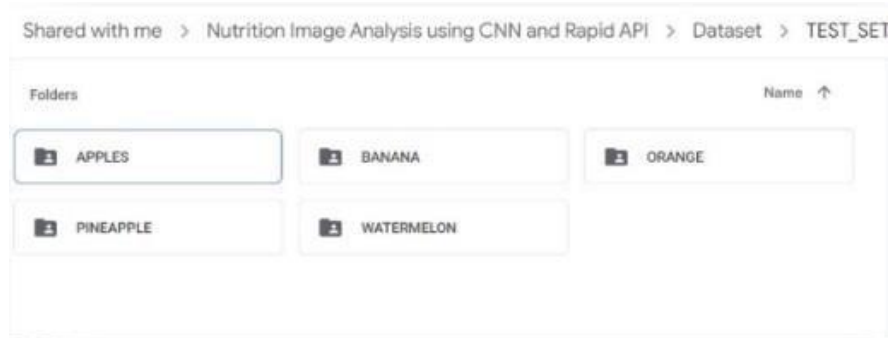 Shared with me > Nutrition Image Analysis using CNN and Rapid API > Dataset > TEST_SET
Folders Name ↑
APPLES BANANA ORANGE
PINEAPPLE WATERMELON